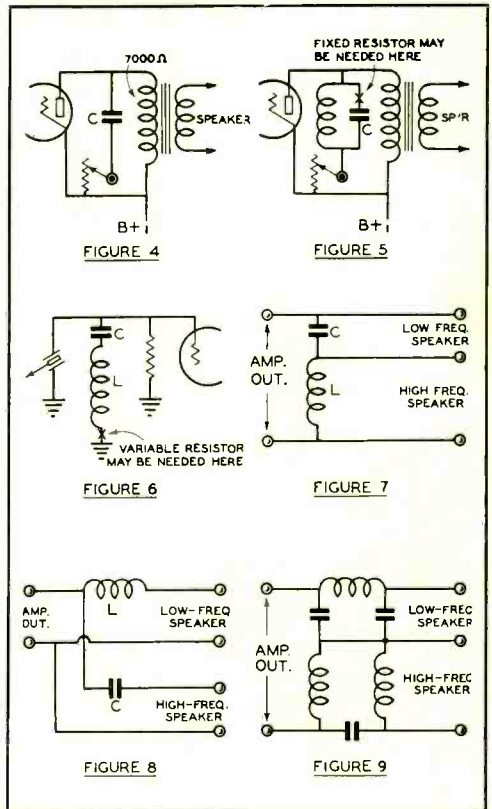 7000Ω
C
SPEAKER
B+
FIGURE 4
FIXED RESISTOR MAY
BE NEEDED HERE
C
SP'R
B+
FIGURE 5
C
L
VARIABLE RESISTOR
MAY BE NEEDED HERE
FIGURE 6
C
LOW FREQ.
SPEAKER
AMP.
OUT.
L
HIGH FREQ.
SPEAKER
FIGURE 7
AMP.
OUT.
L
LOW-FREQ
SPEAKER
C
HIGH-FREQ.
SPEAKER
FIGURE 8
LOW-FREC
SPEAKER
AMP.
OUT.
HIGH-FREC
SPEAKER
FIGURE 9